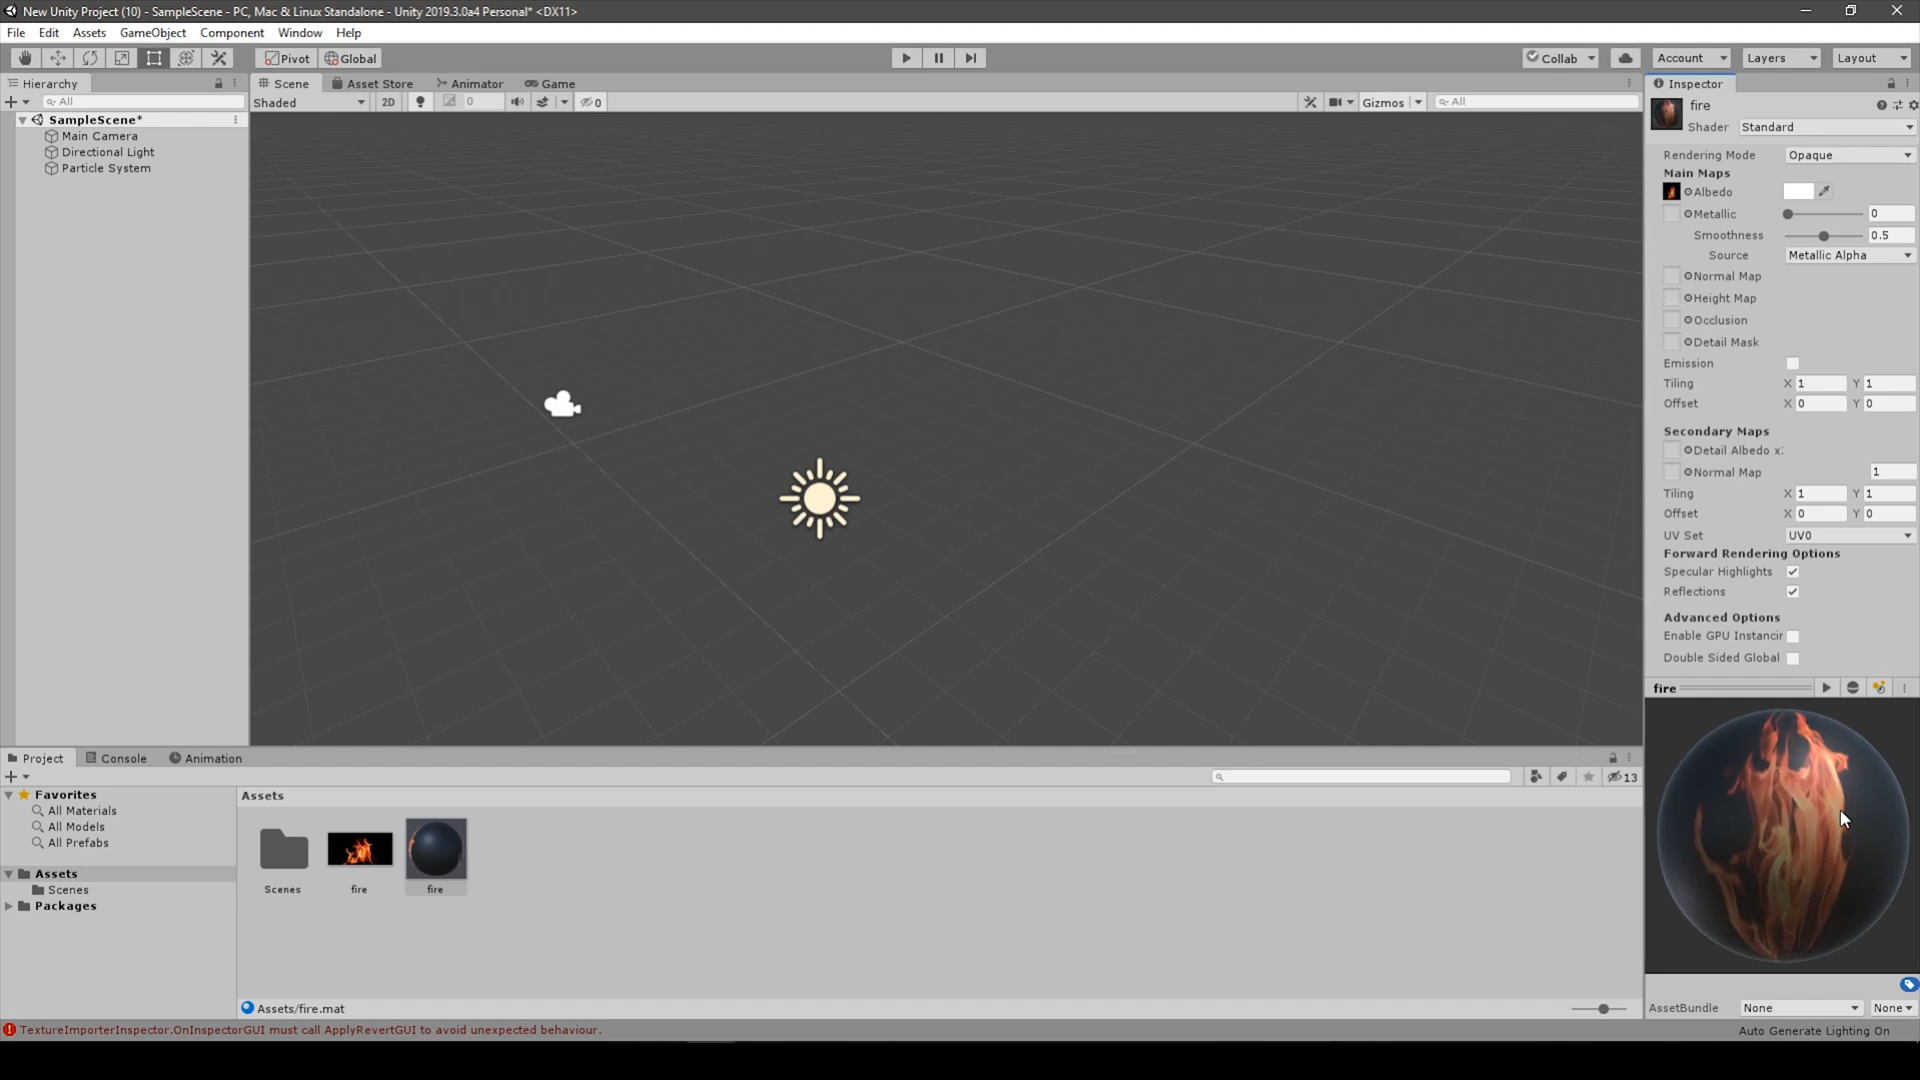 New Unity Project (10) - SampleScene - PC, Mac & Linux Standalone - Unity 2019.3.0a4 Personal* <DX11>
File Edit Assets GameObject Component Window Help
Pivot Global Collab Account Layers Layout
Hierarchy
All
SampleScene*
Main Camera
Directional Light
Particle System
Scene Asset Store Animator Game
Shaded 2D 0 0 Gizmos All
Inspector
fire
Shader Standard
Rendering Mode Opaque
Main Maps
Albedo
Metallic 0
Smoothness 0.5
Source Metallic Alpha
Normal Map
Height Map
Occlusion
Detail Mask
Emission
Tiling X 1 Y 1
Offset X 0 Y 0
Secondary Maps
Detail Albedo x:
Normal Map 1
Tiling X 1 Y 1
Offset X 0 Y 0
UV Set UV0
Forward Rendering Options
Specular Highlights
Reflections
Advanced Options
Enable GPU Instancir
Double Sided Global
fire
Project Console Animation
13
Favorites
All Materials
All Models
All Prefabs
Assets
Scenes
Packages
Assets
Scenes fire fire
Assets/fire.mat
AssetBundle None None
TextureImporterInspector.OnInspectorGUI must call ApplyRevertGUI to avoid unexpected behaviour.
Auto Generate Lighting On